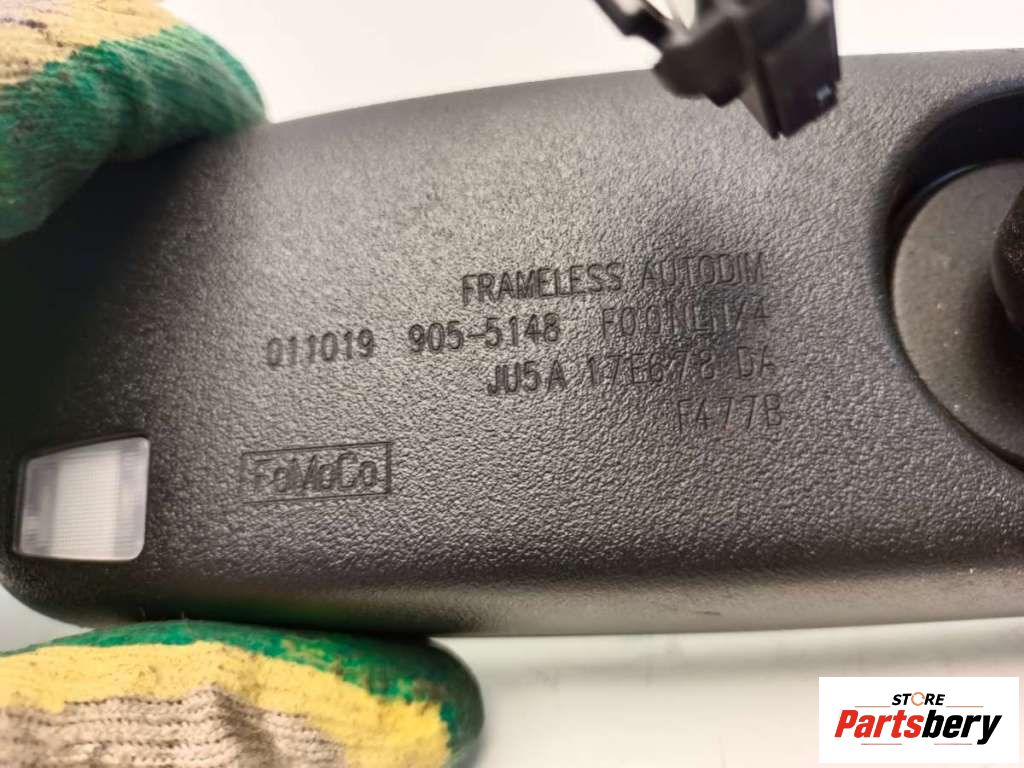 FRAMELESS AUTODIM
011019 905-5148
JU5A 17E678 DA
F477B
FoMoCo
STORE
Partsbery